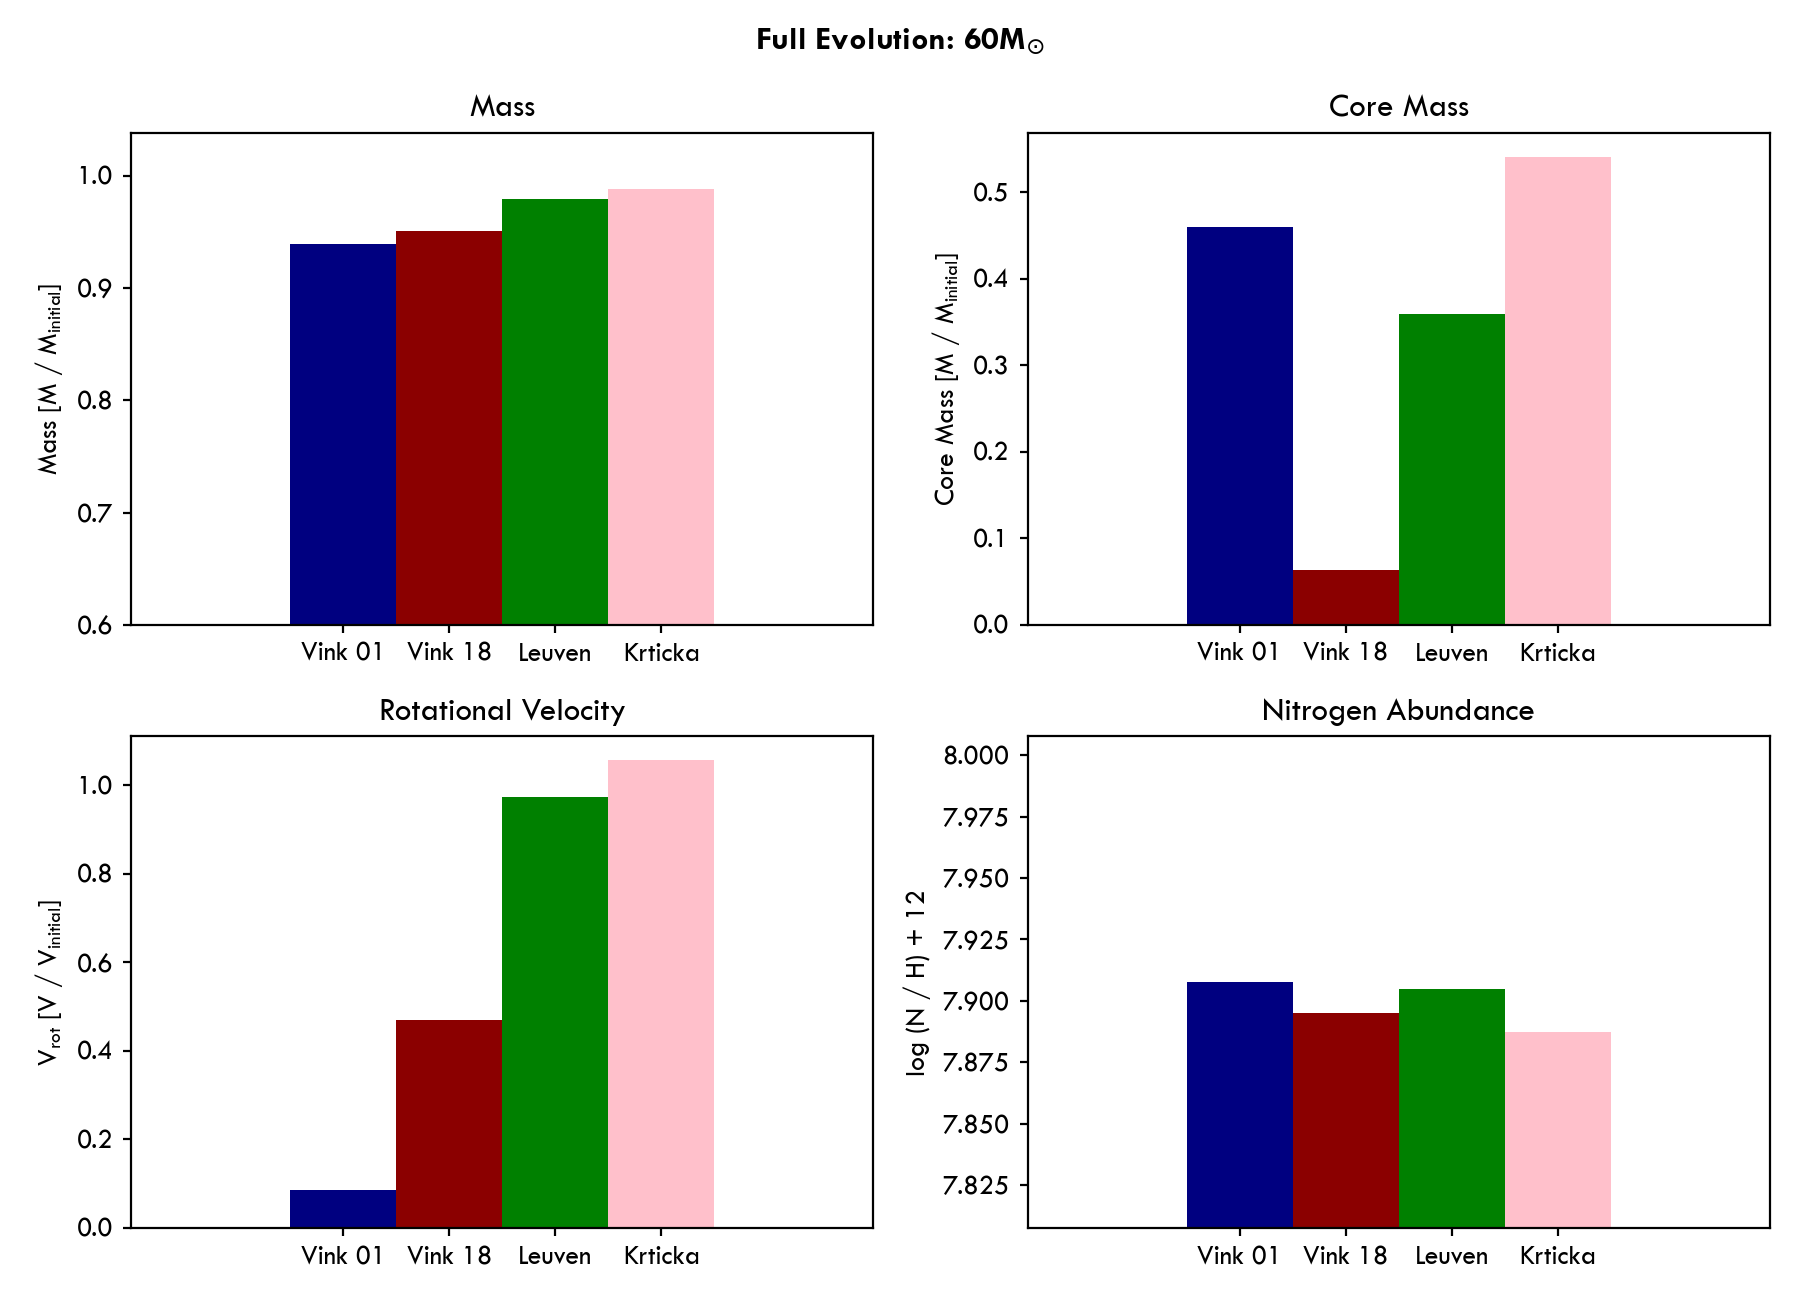 Full Evolution: 60M☉
Mass
Mass [M / Minitial]
1.0
0.9
0.8
0.7
0.6
Vink 01 Vink 18 Leuven Krticka
Core Mass
Core Mass [M / Minitial]
0.5
0.4
0.3
0.2
0.1
0.0
Vink 01 Vink 18 Leuven Krticka
Rotational Velocity
Vrot [V / Vinitial]
1.0
0.8
0.6
0.4
0.2
0.0
Vink 01 Vink 18 Leuven Krticka
Nitrogen Abundance
log (N / H) + 12
8.000
7.975
7.950
7.925
7.900
7.875
7.850
7.825
Vink 01 Vink 18 Leuven Krticka